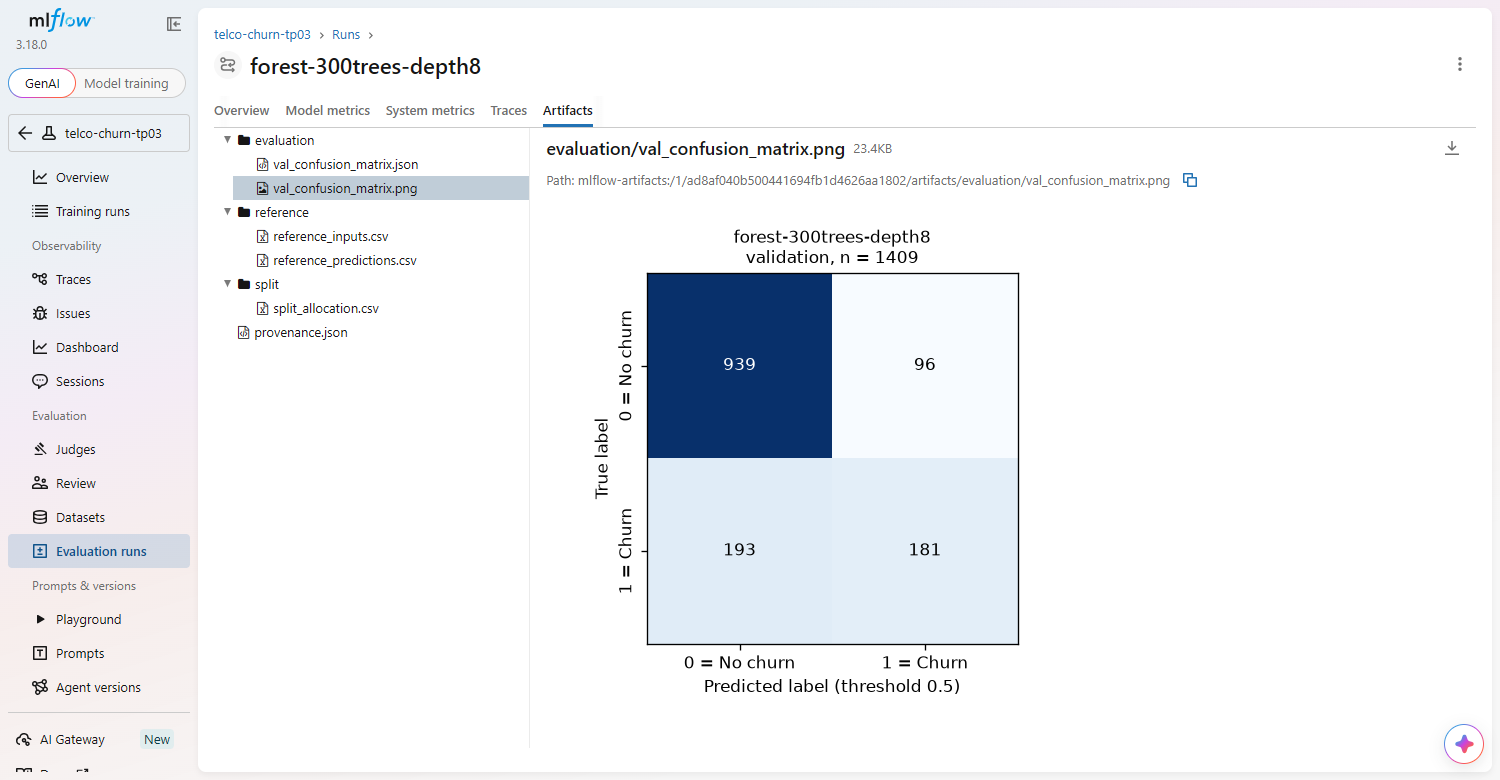 mlflow
3.18.0
GenAI
Model training
telco-churn-tp03
Overview
Training runs
Observability
Traces
Issues
Dashboard
Sessions
Evaluation
Judges
Review
Datasets
Evaluation runs
Prompts & versions
Playground
Prompts
Agent versions
AI Gateway New
telco-churn-tp03 > Runs >
forest-300trees-depth8
Overview Model metrics System metrics Traces Artifacts
evaluation
val_confusion_matrix.json
val_confusion_matrix.png
reference
reference_inputs.csv
reference_predictions.csv
split
split_allocation.csv
provenance.json
evaluation/val_confusion_matrix.png 23.4KB
Path: mlflow-artifacts:/1/ad8af040b500441694fb1d4626aa1802/artifacts/evaluation/val_confusion_matrix.png
forest-300trees-depth8
validation, n = 1409
True label
0 = No churn
939 96
1 = Churn
193 181
0 = No churn 1 = Churn
Predicted label (threshold 0.5)